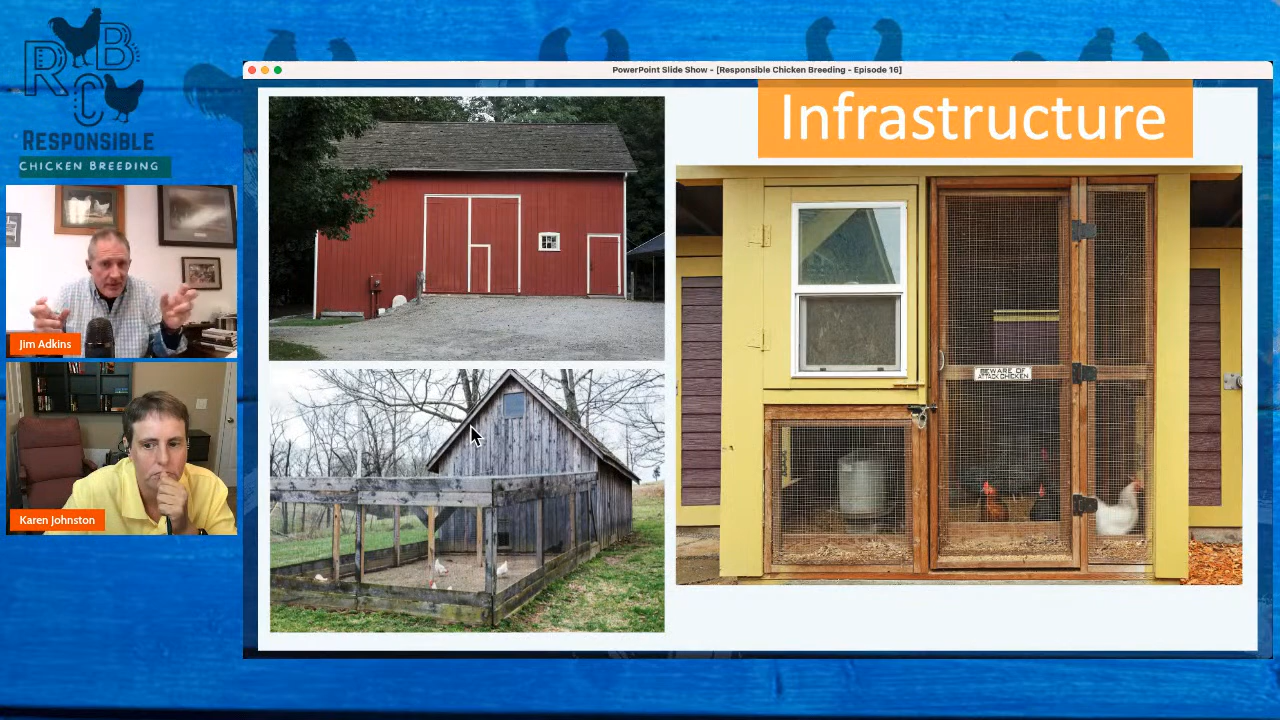 R B C
RESPONSIBLE
CHICKEN BREEDING
PowerPoint Slide Show - [Responsible Chicken Breeding - Episode 16]
Infrastructure
Jim Adkins
Karen Johnston
BEWARE OF
ATTACK CHICKEN